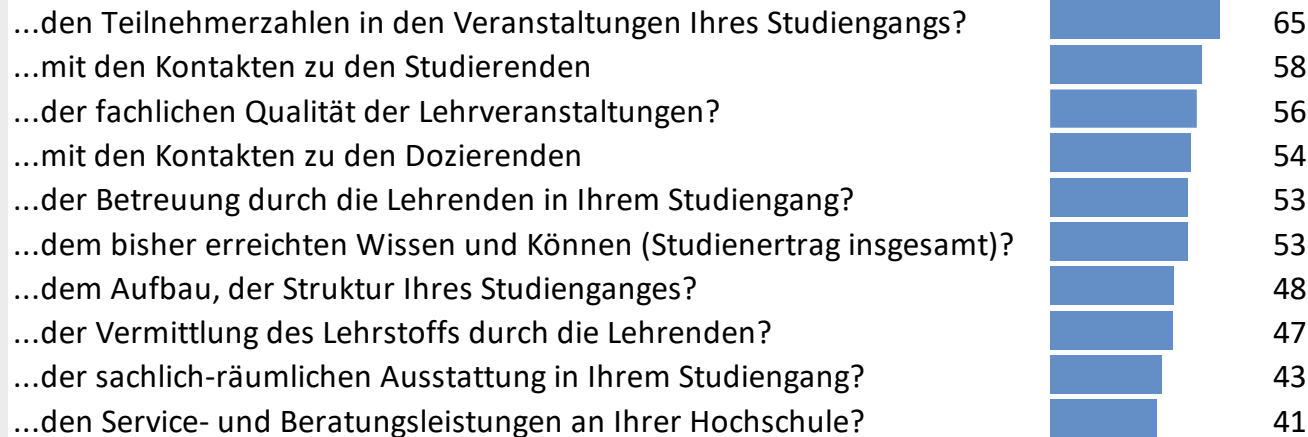 ...den Teilnehmerzahlen in den Veranstaltungen Ihres Studiengangs? 65
...mit den Kontakten zu den Studierenden 58
...der fachlichen Qualität der Lehrveranstaltungen? 56
...mit den Kontakten zu den Dozierenden 54
...der Betreuung durch die Lehrenden in Ihrem Studiengang? 53
...dem bisher erreichten Wissen und Können (Studienertrag insgesamt)? 53
...dem Aufbau, der Struktur Ihres Studienganges? 48
...der Vermittlung des Lehrstoffs durch die Lehrenden? 47
...der sachlich-räumlichen Ausstattung in Ihrem Studiengang? 43
...den Service- und Beratungsleistungen an Ihrer Hochschule? 41